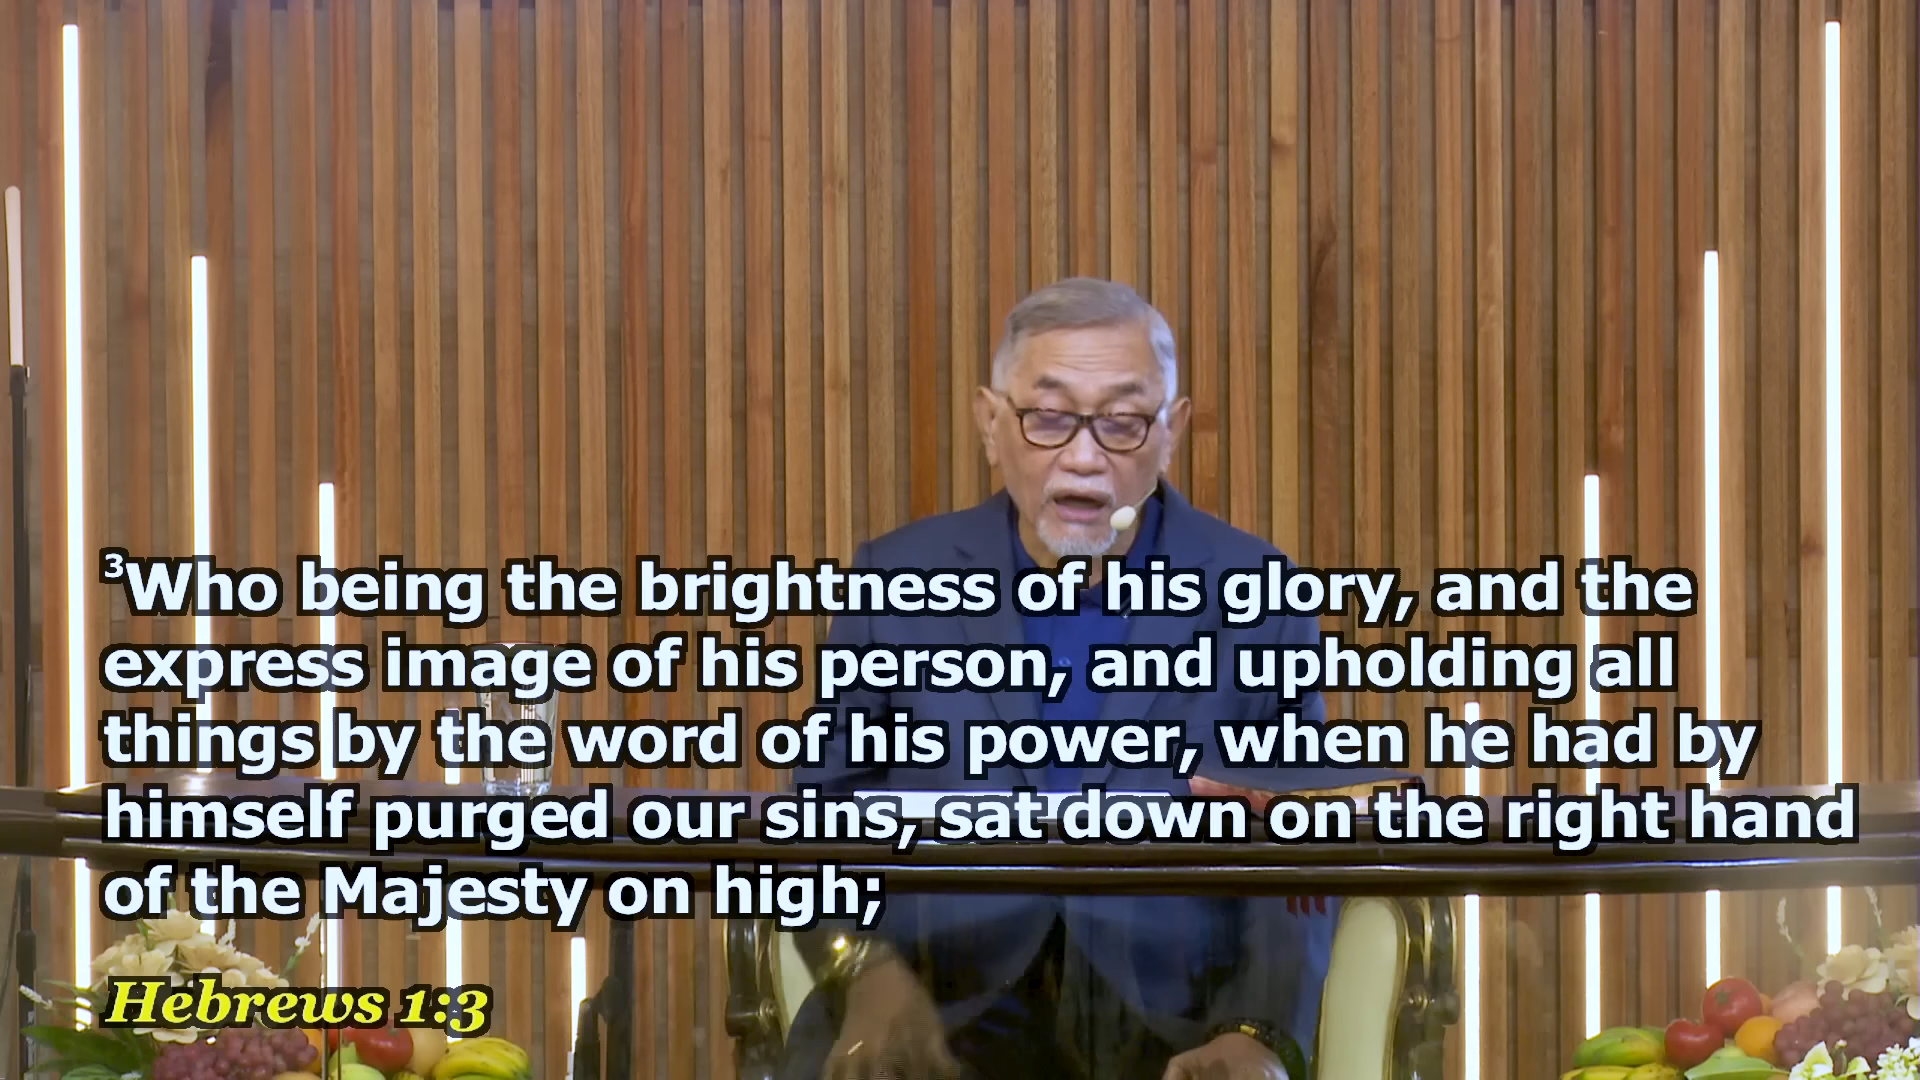 ³Who being the brightness of his glory, and the
express image of his person, and upholding all
things by the word of his power, when he had by
himself purged our sins, sat down on the right hand
of the Majesty on high;
Hebrews 1:3